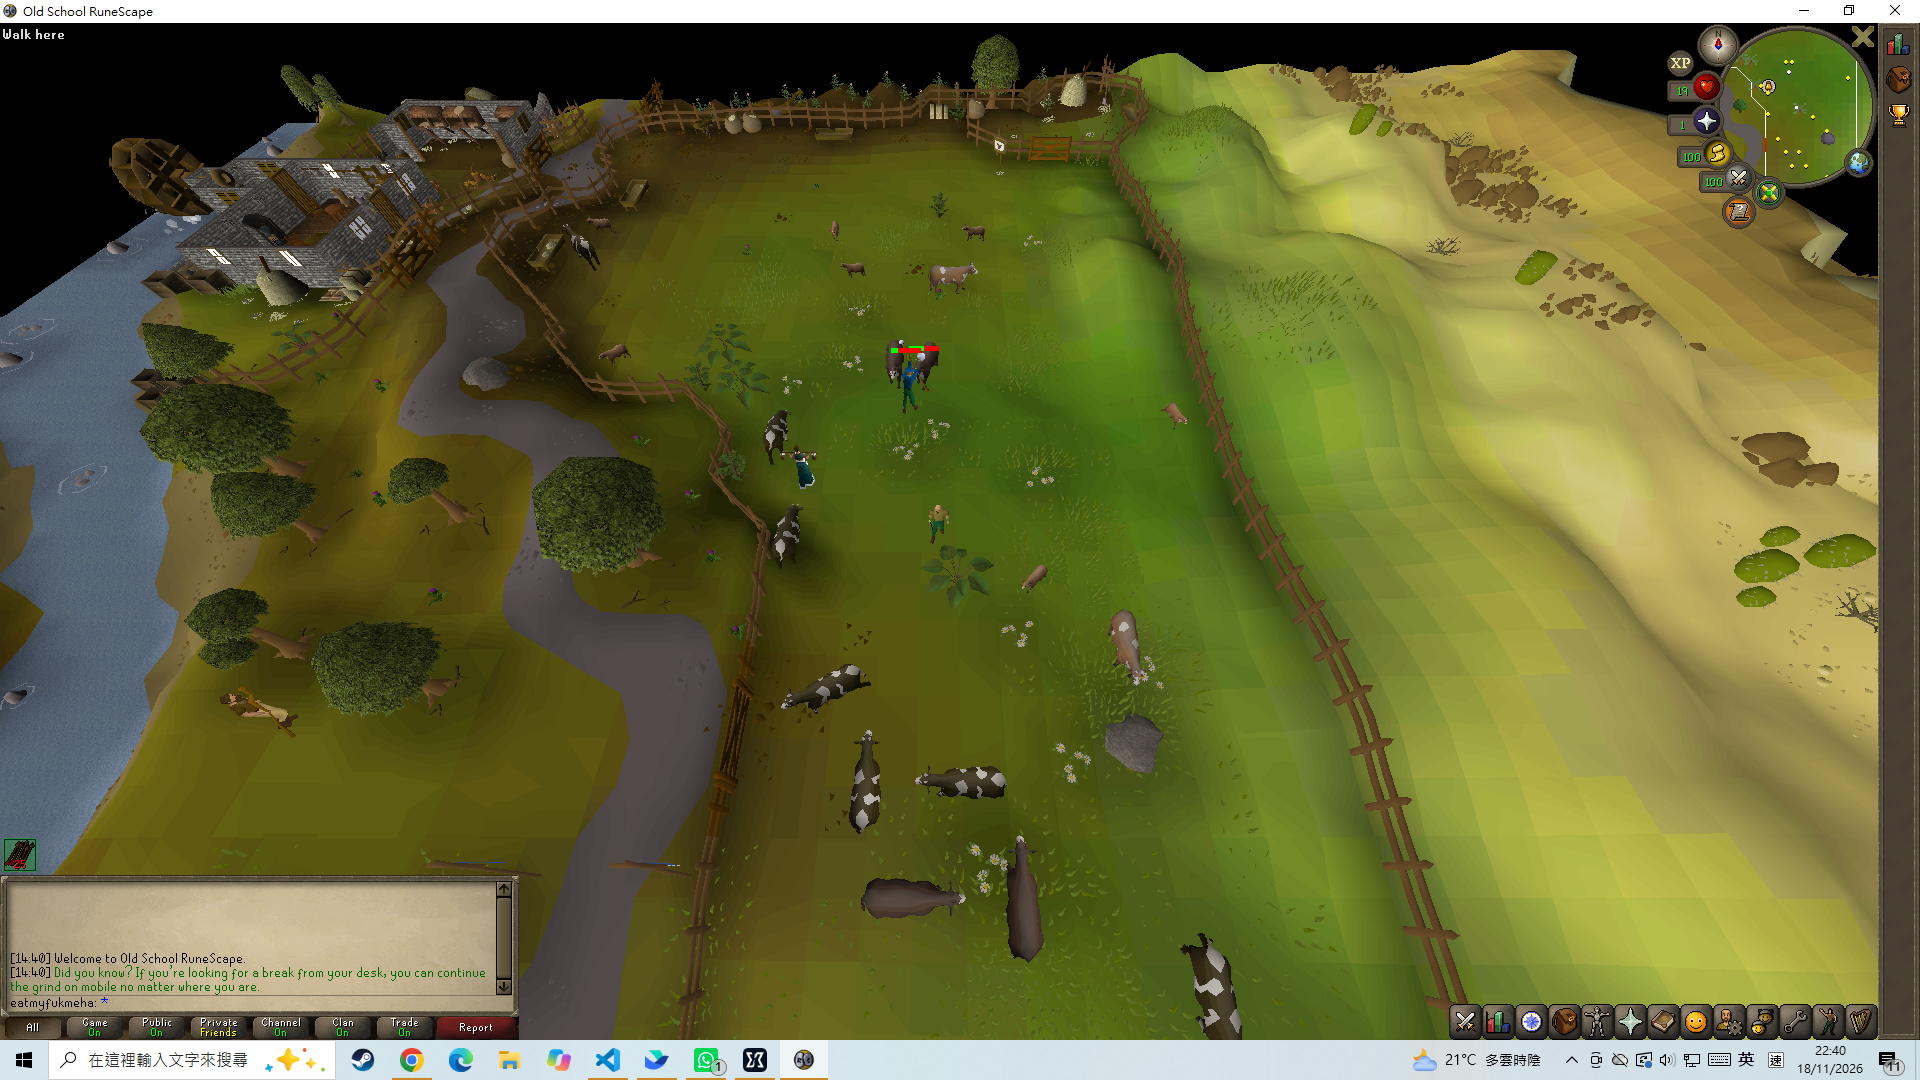 Old School RuneScape
Walk here
N
XP
19
1
100
100
25
[14:40] Welcome to Old School RuneScape.
[14:40] Did you know? If you're looking for a break from your desk, you can continue
the grind on mobile no matter where you are.
eatmyfukmeha: *
All
Game
On
Public
On
Private
Friends
Channel
On
Clan
On
Trade
On
Report
在這裡輸入文字來搜尋
1
21°C 多雲時陰
英
速
22:40
18/11/2026
11